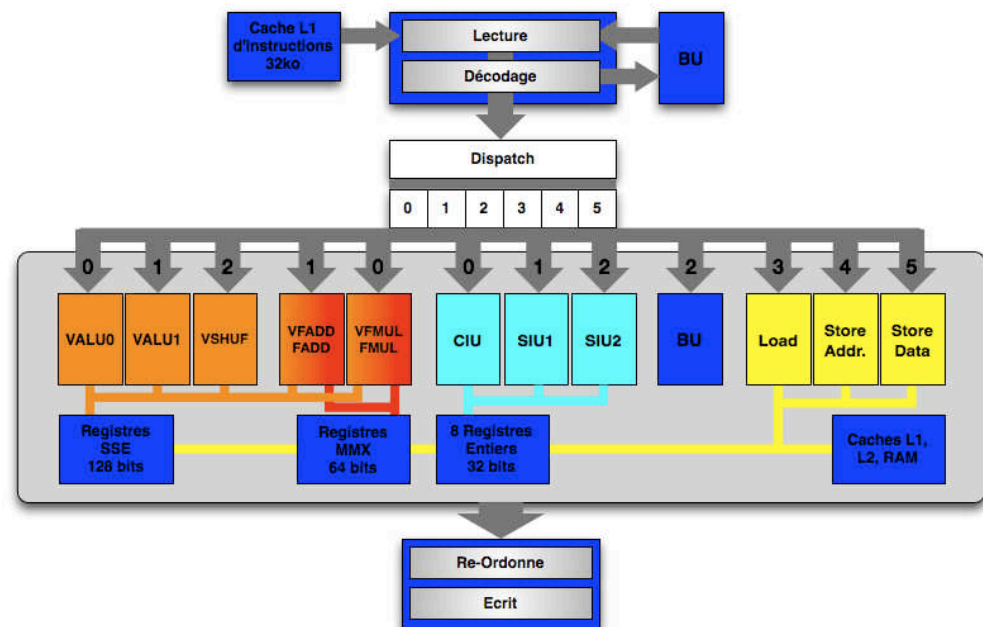 Cache L1
d'instructions
32ko
Lecture
Décodage
BU
Dispatch
0 1 2 3 4 5
0 1 2 1 0 0 1 2 2 3 4 5
VALU0
VALU1
VSHUF
VFADD
FADD
VFMUL
FMUL
CIU
SIU1
SIU2
BU
Load
Store
Addr.
Store
Data
Registres
SSE
128 bits
Registres
MMX
64 bits
8 Registres
Entiers
32 bits
Caches L1,
L2, RAM
Re-Ordonne
Ecrit